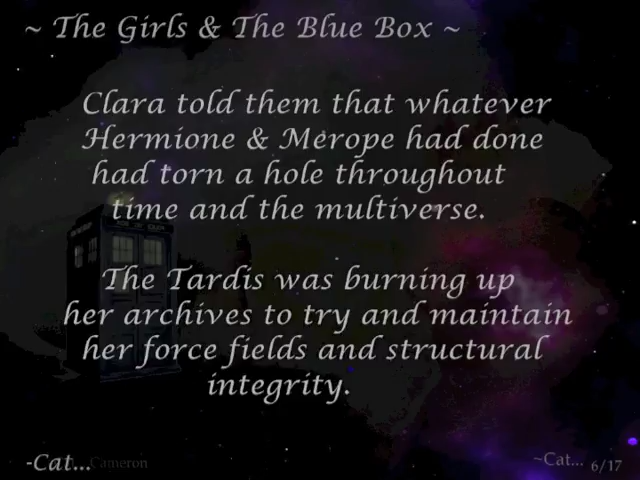 ~ The Girls & The Blue Box ~
Clara told them that whatever
Hermione & Merope had done
had torn a hole throughout
time and the multiverse.
The Tardis was burning up
her archives to try and maintain
her force fields and structural
integrity.
-Cat... Cameron
~Cat... 6/17